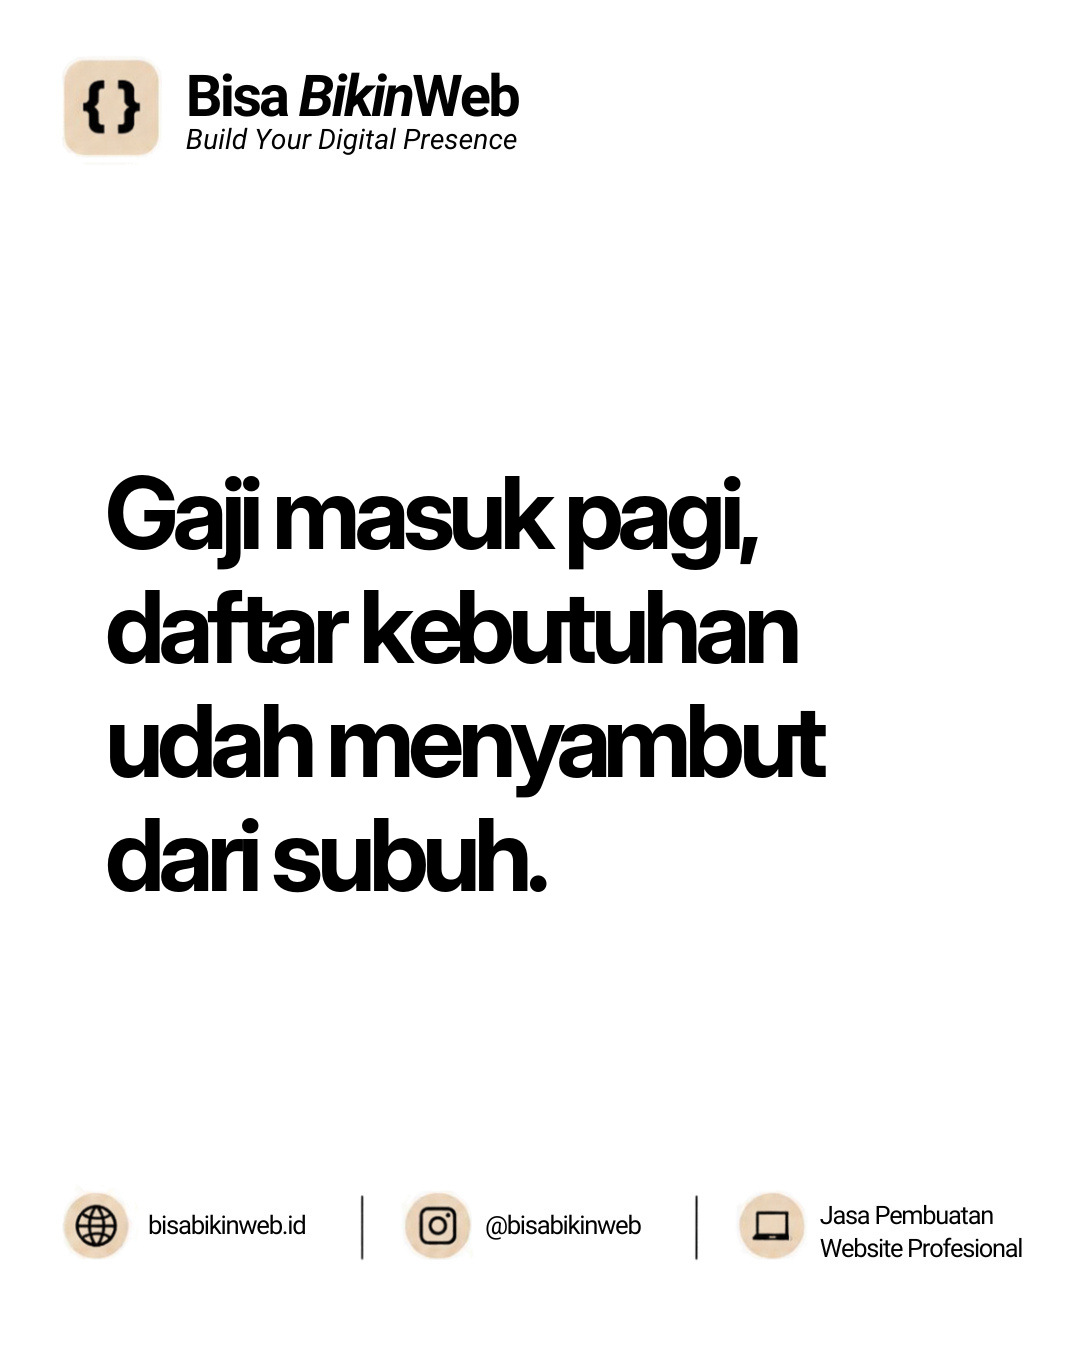 { }
Bisa BikinWeb
Build Your Digital Presence
Gaji masuk pagi,
daftar kebutuhan
udah menyambut
dari subuh.
bisabikinweb.id
@bisabikinweb
Jasa Pembuatan
Website Profesional